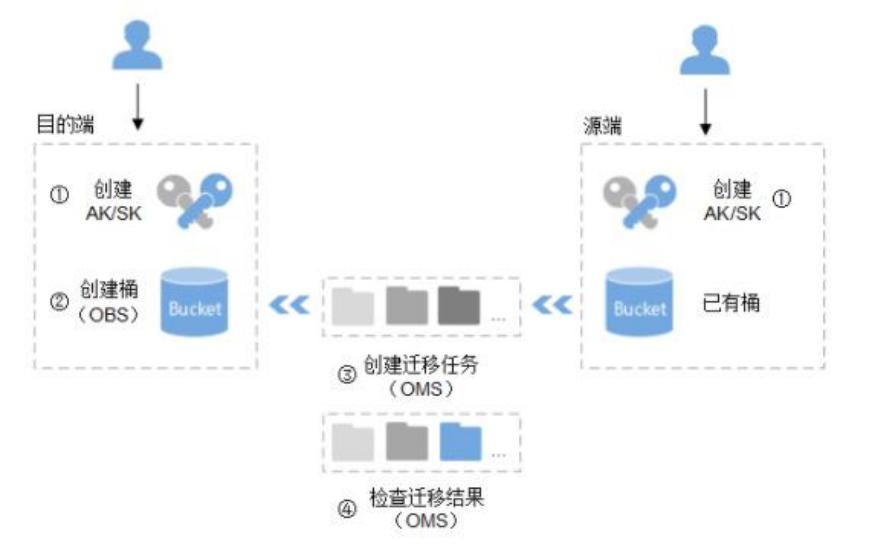 目的端
① 创建
AK/SK
② 创建桶
（OBS）
Bucket
源端
创建 ①
AK/SK
Bucket
已有桶
...
③ 创建迁移任务
（OMS）
...
④ 检查迁移结果
（OMS）